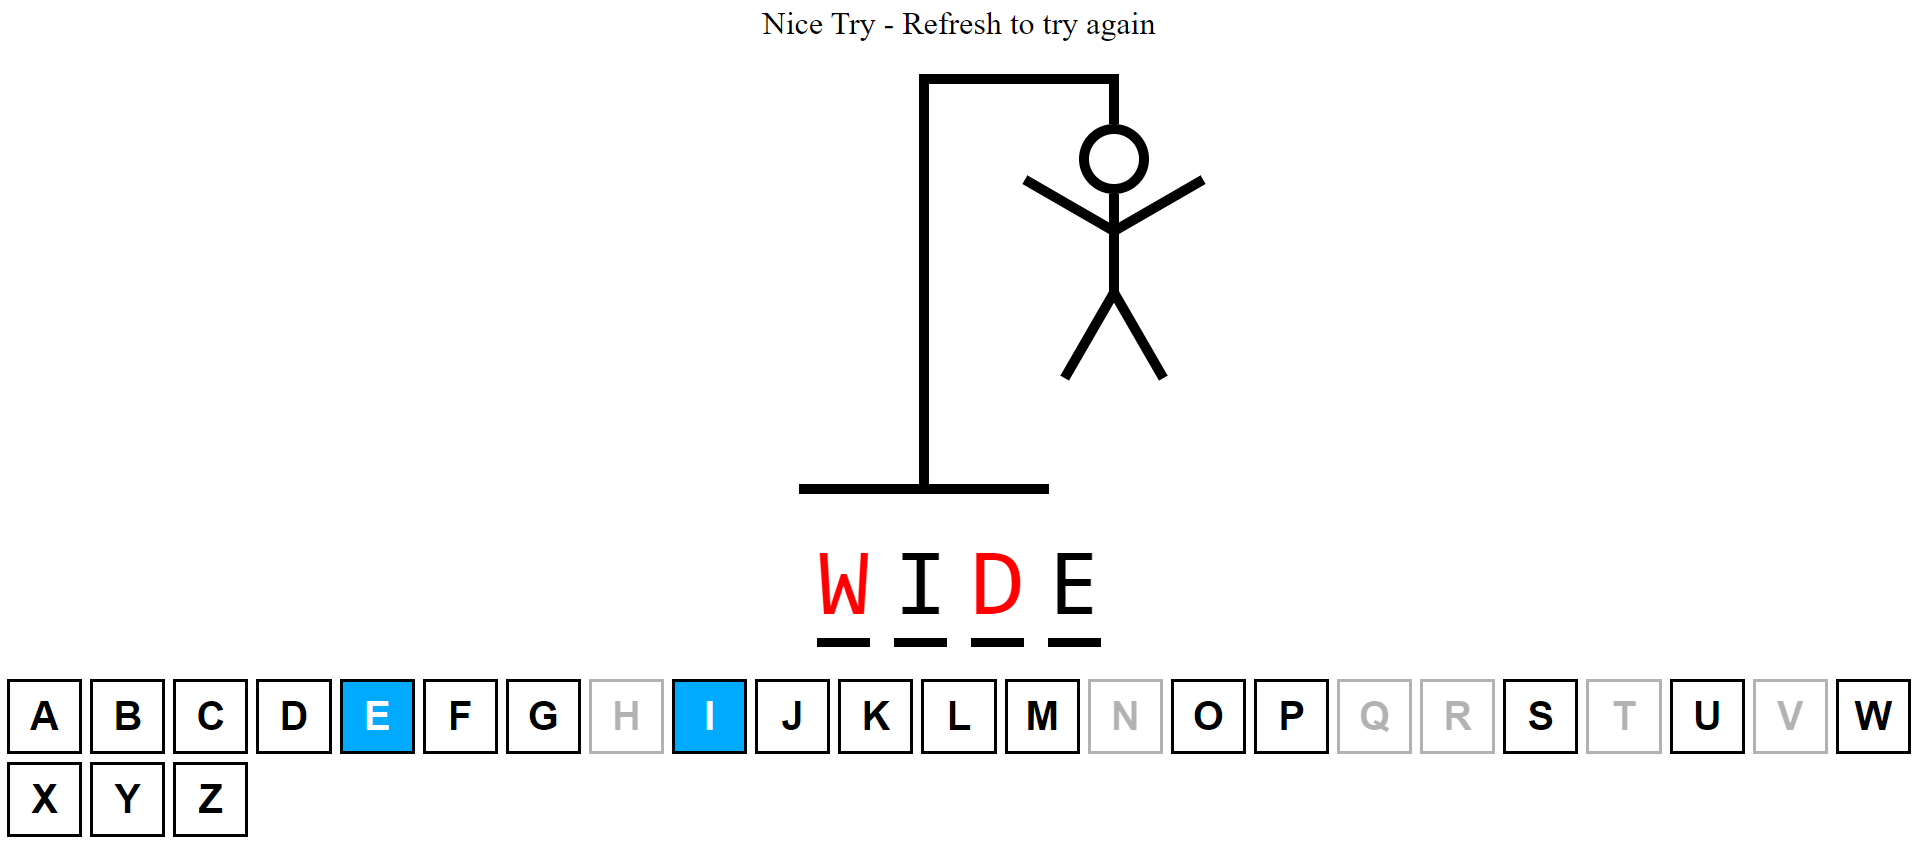 Nice Try - Refresh to try again
W I D E
A B C D E F G H I J K L M N O P Q R S T U V W
X Y Z